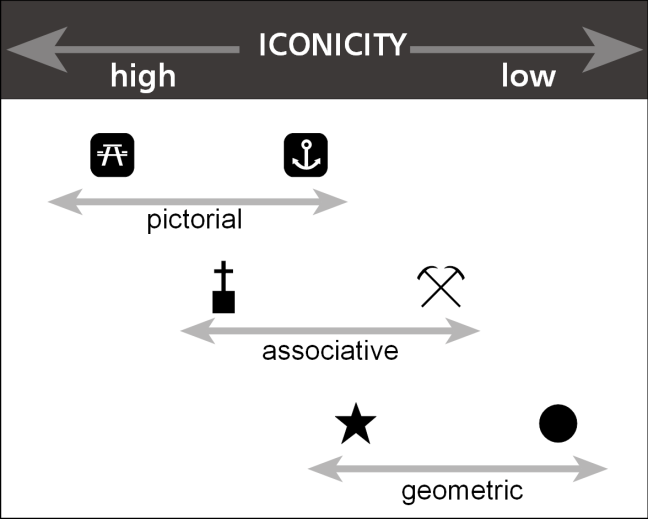 ICONICITY
high low
pictorial
associative
geometric